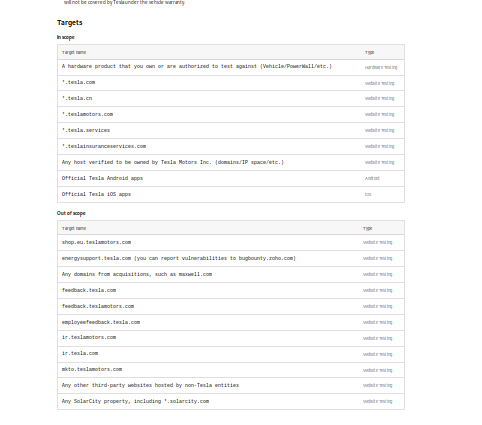 will not be covered by Tesla under the vehicle warranty.
Targets
In scope
Target name Type
A hardware product that you own or are authorized to test against (Vehicle/PowerWall/etc.) Hardware Testing
*.tesla.com Website Testing
*.tesla.cn Website Testing
*.teslamotors.com Website Testing
*.tesla.services Website Testing
*.teslainsuranceservices.com Website Testing
Any host verified to be owned by Tesla Motors Inc. (domains/IP space/etc.) Website Testing
Official Tesla Android apps Android
Official Tesla iOS apps iOS
Out of scope
Target name Type
shop.eu.teslamotors.com Website Testing
energysupport.tesla.com (you can report vulnerabilities to bugbounty.zoho.com) Website Testing
Any domains from acquisitions, such as maxwell.com Website Testing
feedback.tesla.com Website Testing
feedback.teslamotors.com Website Testing
employeefeedback.tesla.com Website Testing
ir.teslamotors.com Website Testing
ir.tesla.com Website Testing
mkto.teslamotors.com Website Testing
Any other third-party websites hosted by non-Tesla entities Website Testing
Any SolarCity property, including *.solarcity.com Website Testing